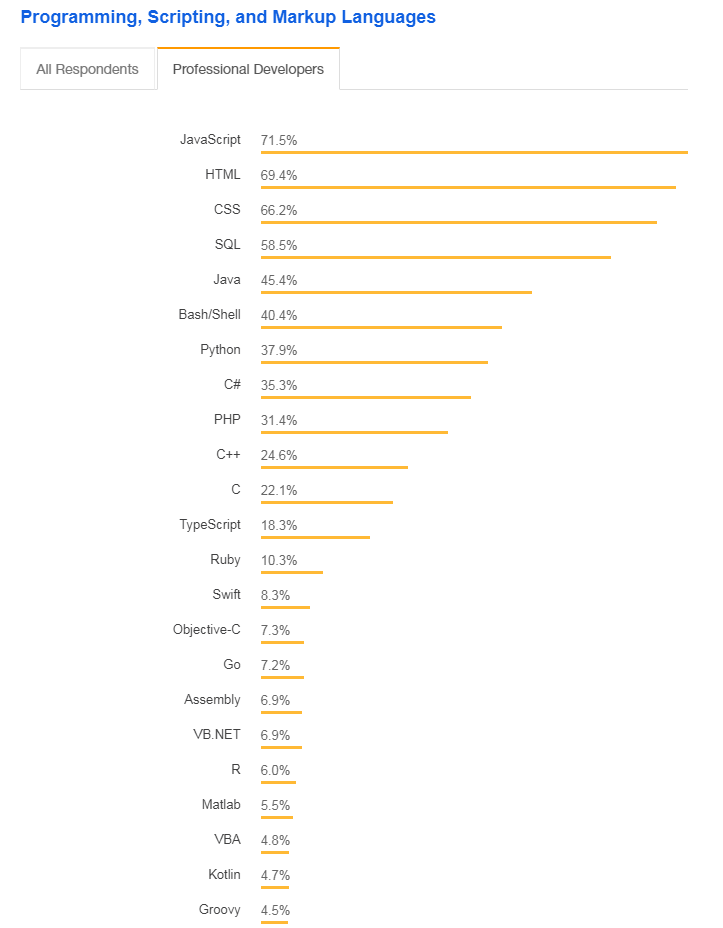 Programming, Scripting, and Markup Languages
All Respondents Professional Developers
JavaScript 71.5%
HTML 69.4%
CSS 66.2%
SQL 58.5%
Java 45.4%
Bash/Shell 40.4%
Python 37.9%
C# 35.3%
PHP 31.4%
C++ 24.6%
C 22.1%
TypeScript 18.3%
Ruby 10.3%
Swift 8.3%
Objective-C 7.3%
Go 7.2%
Assembly 6.9%
VB.NET 6.9%
R 6.0%
Matlab 5.5%
VBA 4.8%
Kotlin 4.7%
Groovy 4.5%